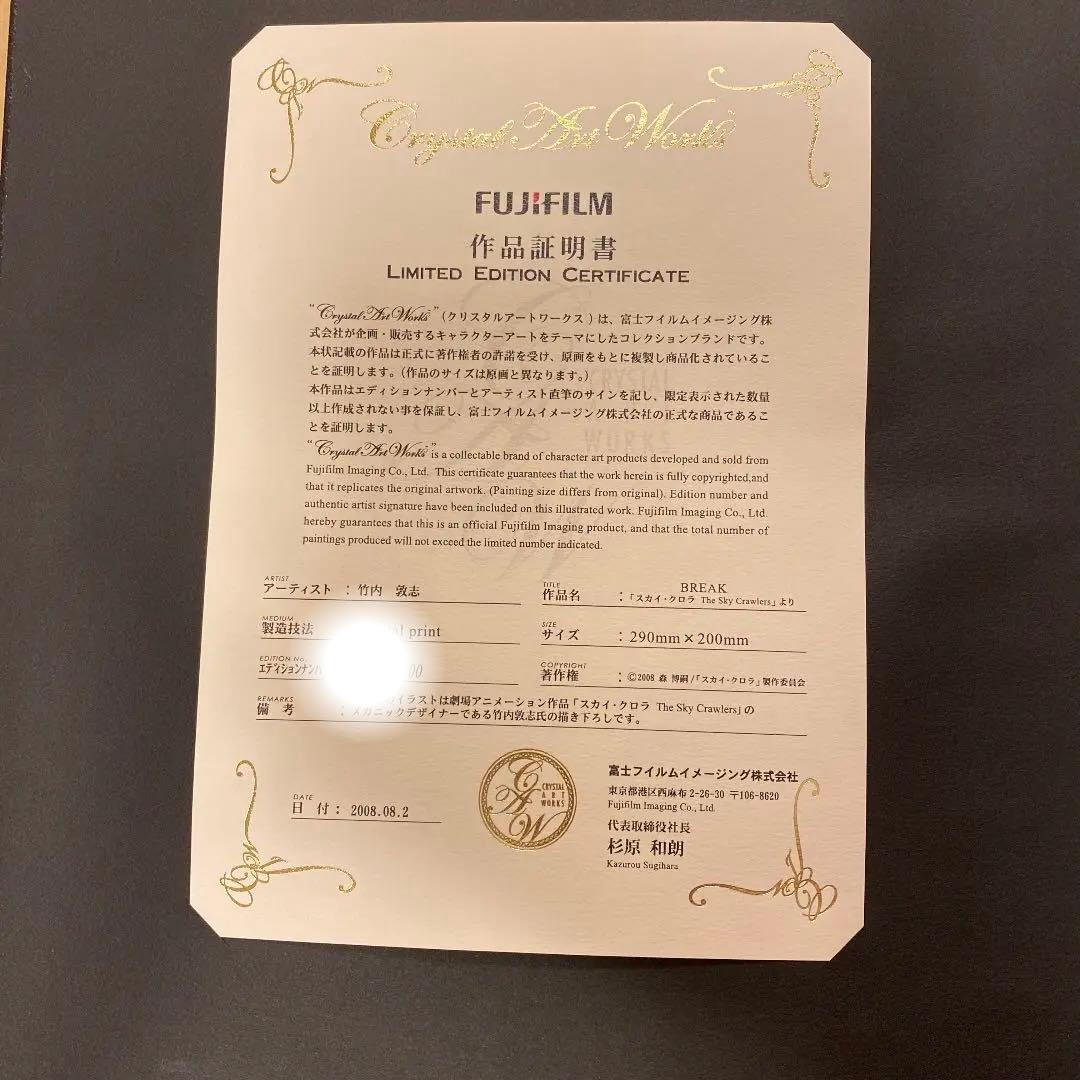 Crystal Art Works
FUJIFILM
作品証明書
LIMITED EDITION CERTIFICATE
"Crystal Art Works"(クリスタルアートワークス)は、富士フイルムイメージング株
式会社が企画・販売するキャラクターアートをテーマにしたコレクションブランドです。
本状記載の作品は正式に著作権者の許諾を受け、原画をもとに複製し商品化されているこ
とを証明します。(作品のサイズは原画と異なります。)
本作品はエディションナンバーとアーティスト直筆のサインを記し、限定表示された数量
以上作成されない事を保証し、富士フイルムイメージング株式会社の正式な商品であるこ
とを証明します。
"Crystal Art Works" is a collectable brand of character art products developed and sold from
Fujifilm Imaging Co., Ltd. This certificate guarantees that the work herein is fully copyrighted,and
that it replicates the original artwork. (Painting size differs from original). Edition number and
authentic artist signature have been included on this illustrated work. Fujifilm Imaging Co., Ltd.
hereby guarantees that this is an official Fujifilm Imaging product, and that the total number of
paintings produced will not exceed the limited number indicated.
ARTIST
アーティスト : 竹内 敦志
TITLE
作品名 : BREAK
「スカイ・クロラ The Sky Crawlers」より
MEDIUM
製造技法 print
SIZE
サイズ : 290mm×200mm
EDITION No.
エディションナンバ 00
COPYRIGHT
著作権 : ©2008 森 博嗣/「スカイ・クロラ」製作委員会
REMARKS
備考 : イラストは劇場アニメーション作品「スカイ・クロラ The Sky Crawlers」の
メカニックデザイナーである竹内敦志氏の描き下ろしです。
DATE
日 付 : 2008.08.2
CRYSTAL
ART
WORKS
富士フイルムイメージング株式会社
東京都港区西麻布 2-26-30 〒106-8620
Fujifilm Imaging Co., Ltd.
代表取締役社長
杉原 和朗
Kazurou Sugihara